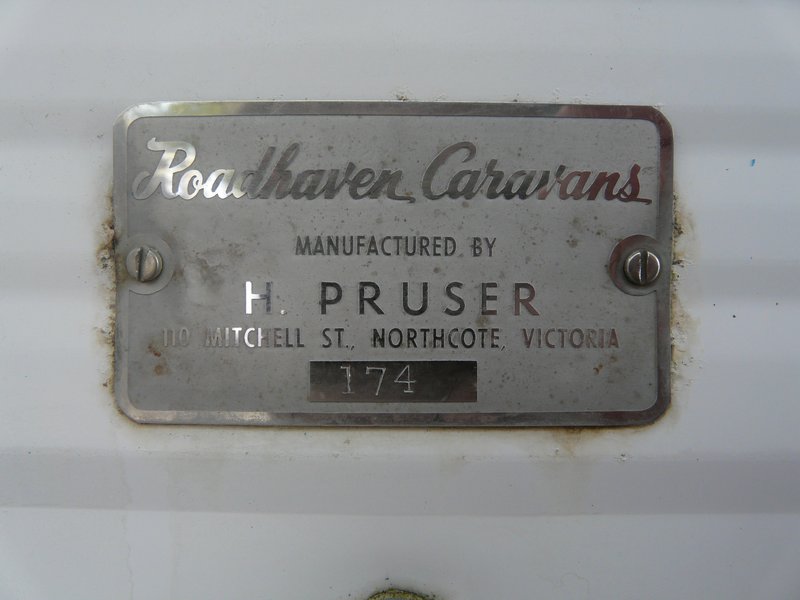 Roadhaven Caravans
MANUFACTURED BY
H. PRUSER
110 MITCHELL ST., NORTHCOTE, VICTORIA
174